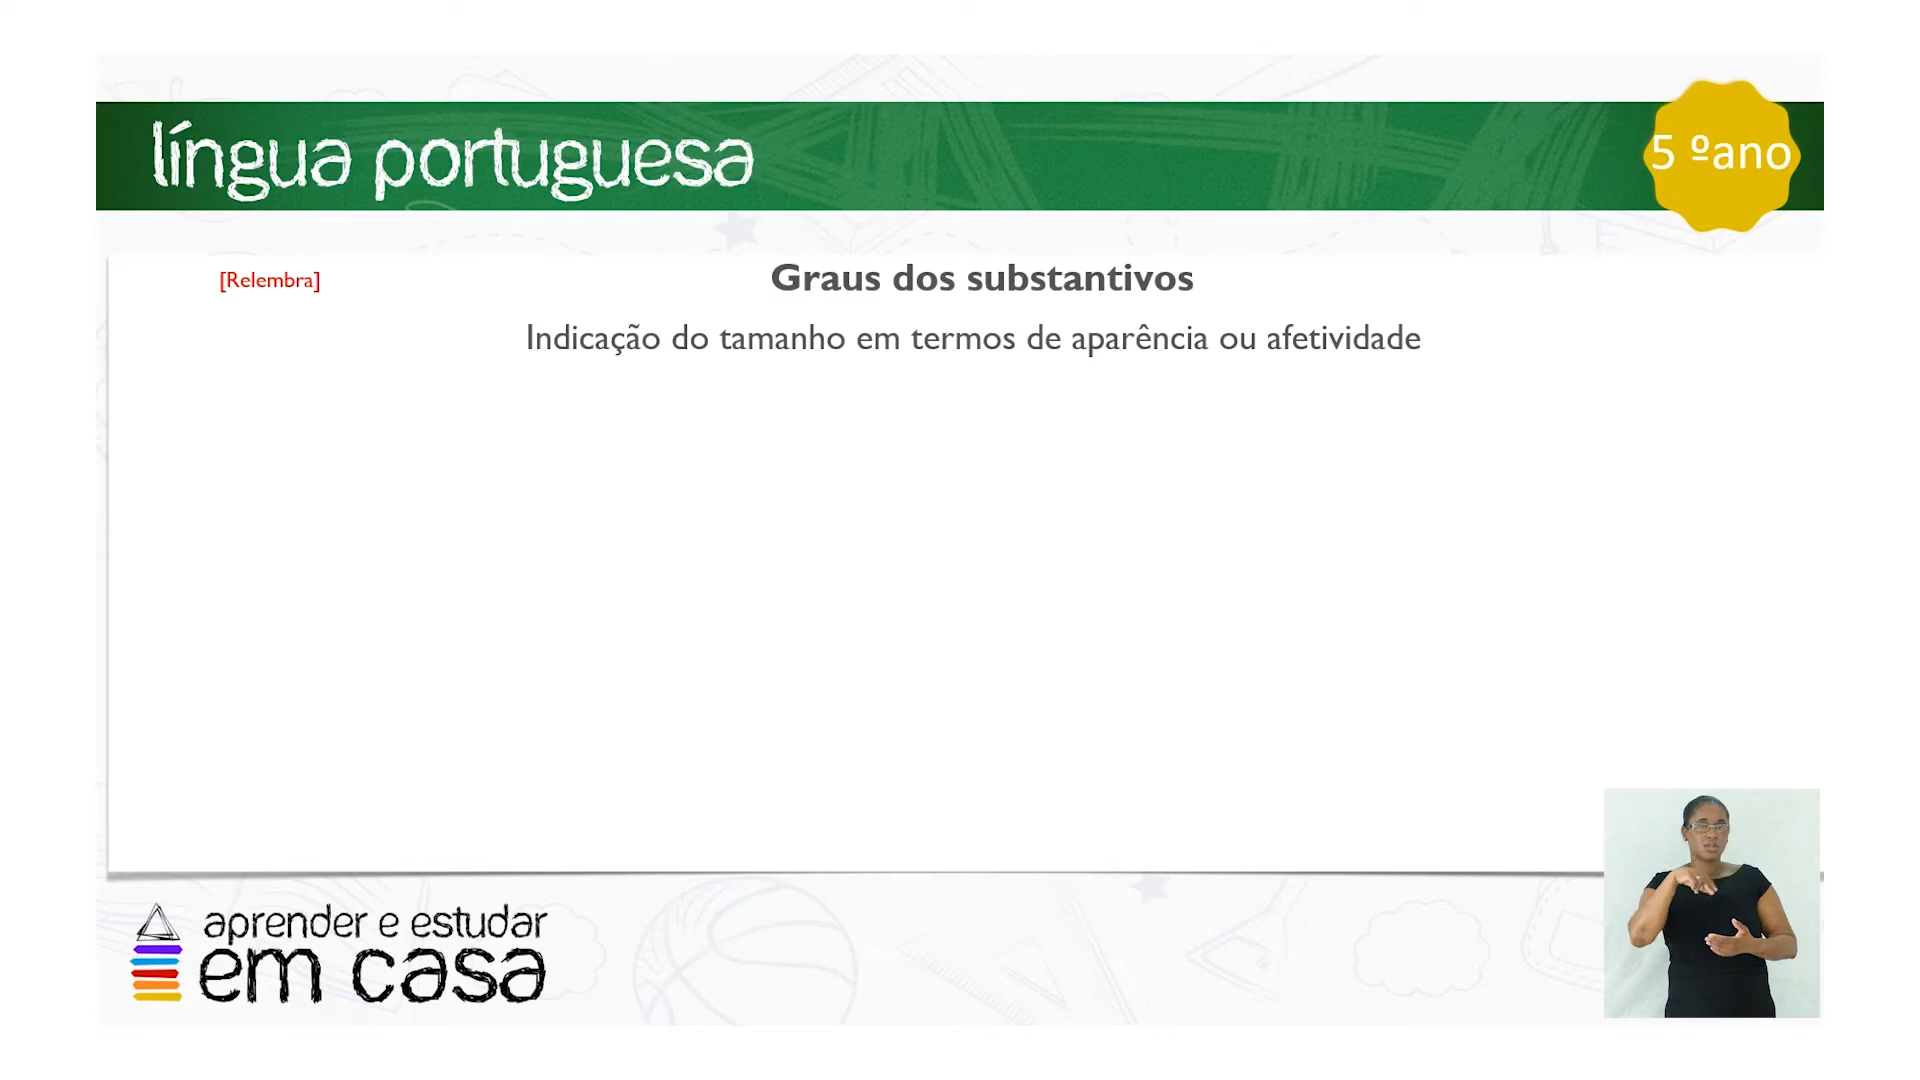 língua portuguesa
5 ºano
[Relembra]
Graus dos substantivos
Indicação do tamanho em termos de aparência ou afetividade
aprender e estudar
em casa